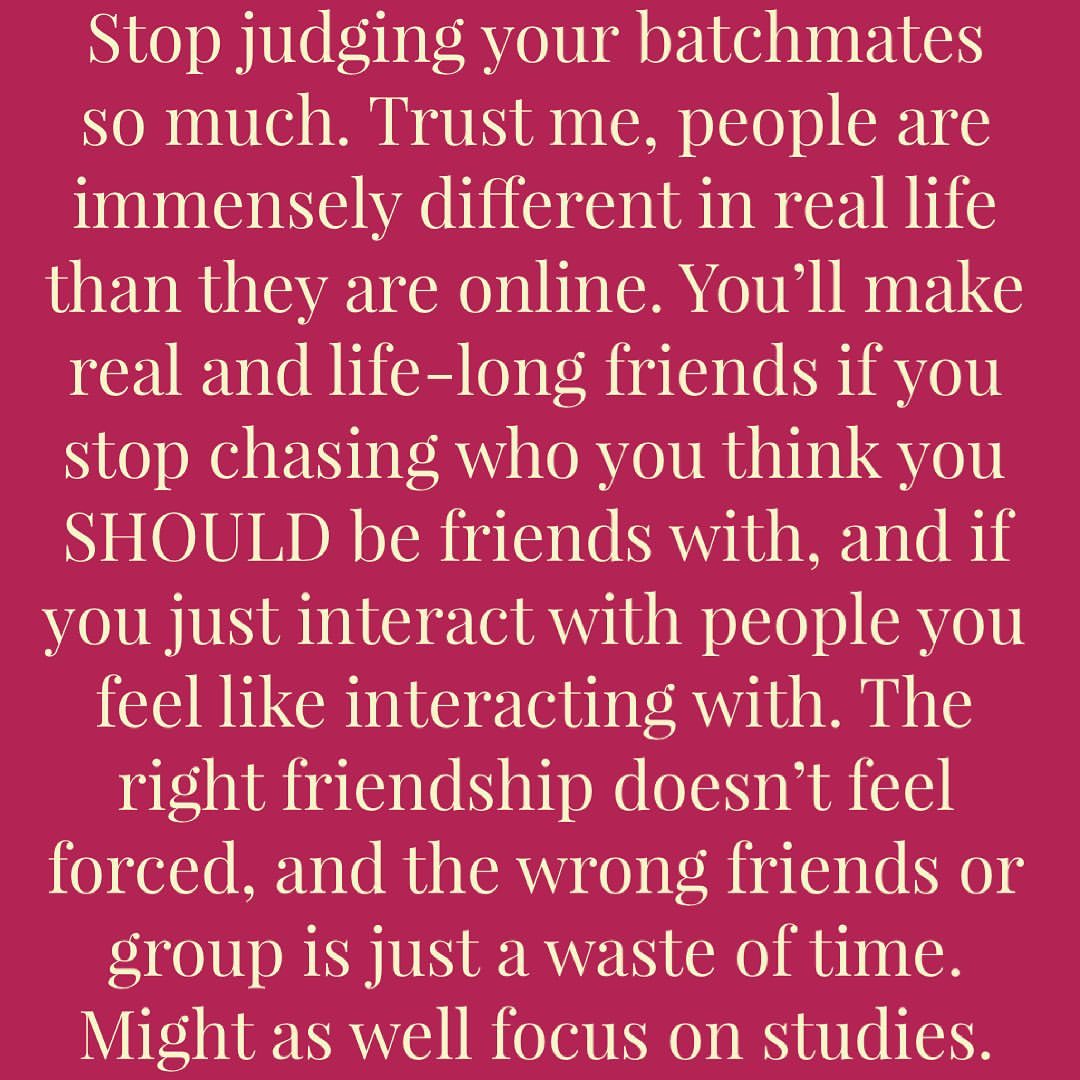 Stop judging your batchmates
so much. Trust me, people are
immensely different in real life
than they are online. You’ll make
real and life-long friends if you
stop chasing who you think you
SHOULD be friends with, and if
you just interact with people you
feel like interacting with. The
right friendship doesn’t feel
forced, and the wrong friends or
group is just a waste of time.
Might as well focus on studies.